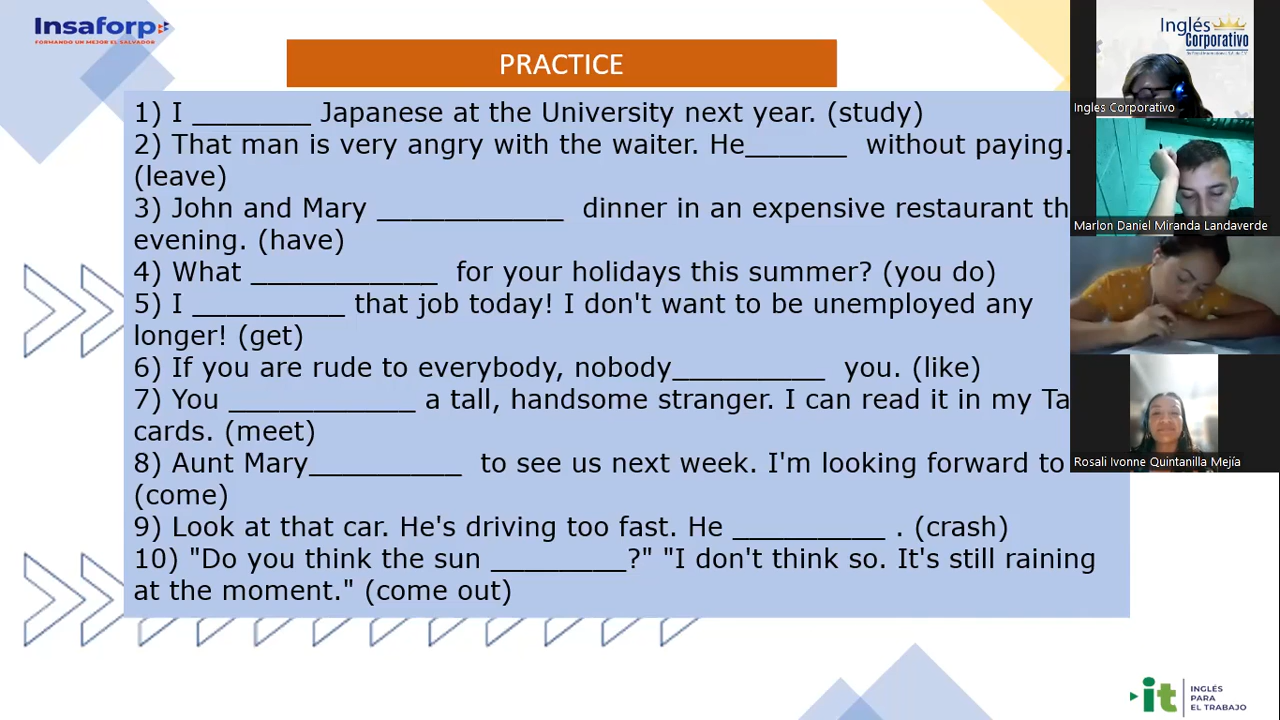 Insaforp
FORMANDO UN MEJOR EL SALVADOR
PRACTICE
1) I _______ Japanese at the University next year. (study)
2) That man is very angry with the waiter. He______ without paying.
(leave)
3) John and Mary ___________ dinner in an expensive restaurant th
evening. (have)
4) What ___________ for your holidays this summer? (you do)
5) I _________ that job today! I don't want to be unemployed any
longer! (get)
6) If you are rude to everybody, nobody_________ you. (like)
7) You ___________ a tall, handsome stranger. I can read it in my Ta
cards. (meet)
8) Aunt Mary_________ to see us next week. I'm looking forward to
(come)
9) Look at that car. He's driving too fast. He _________ . (crash)
10) "Do you think the sun ________?" "I don't think so. It's still raining
at the moment." (come out)
Inglés
Corporativo
Ingles Corporativo
Marlon Daniel Miranda Landaverde
Rosali Ivonne Quintanilla Mejía
it
INGLÉS
PARA
EL TRABAJO